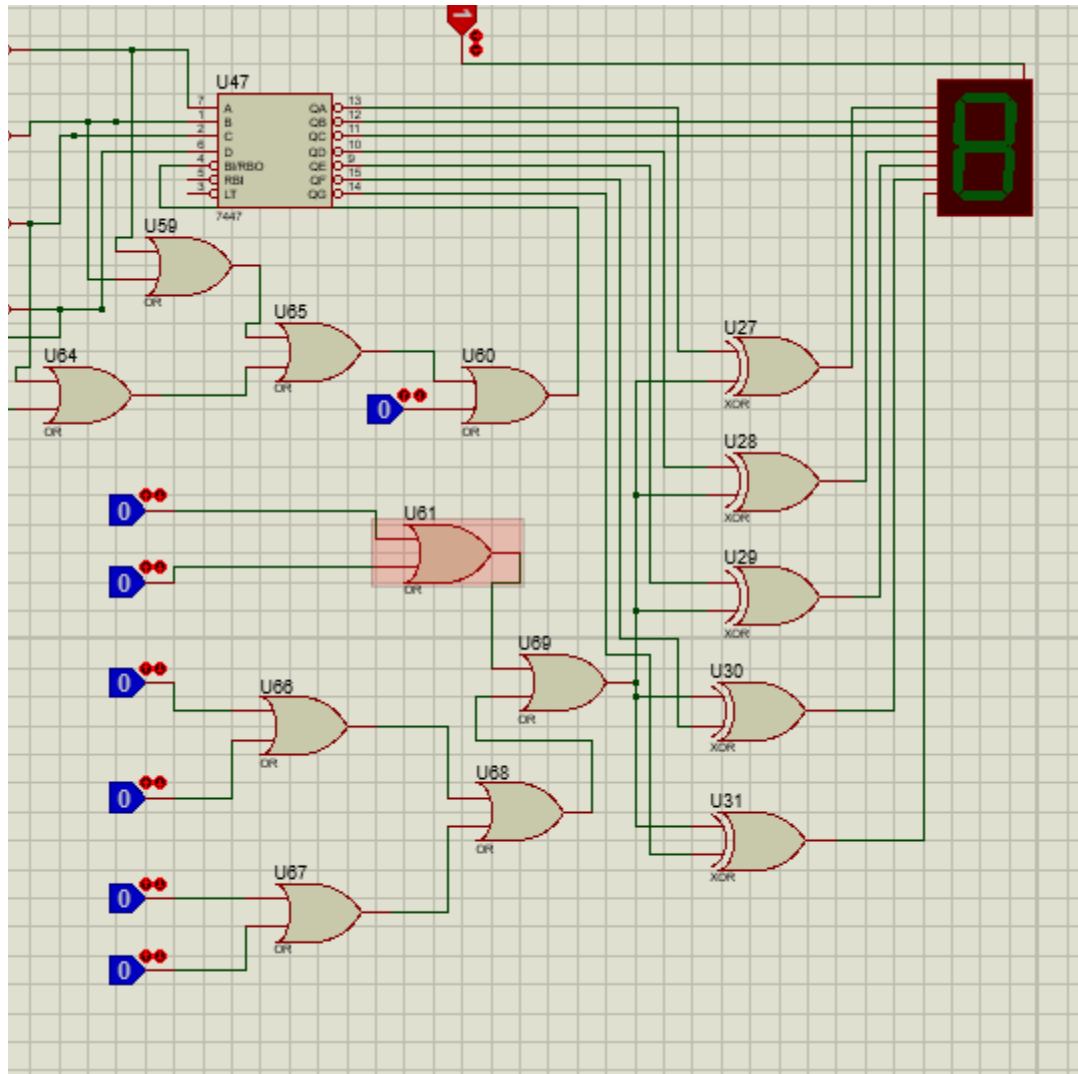 1
U47
7 A QA 13
1 B QB 12
2 C QC 11
6 D QD 10
4 BI/RBO QE 9
5 RBI QF 15
3 LT QG 14
7447
U59
OR
U65
OR
U64
OR
U60
OR
0
U27
XOR
U28
XOR
0
U61
OR
0
U29
XOR
U69
OR
0
U66
OR
U30
XOR
0
U68
OR
U31
XOR
0
U67
OR
0